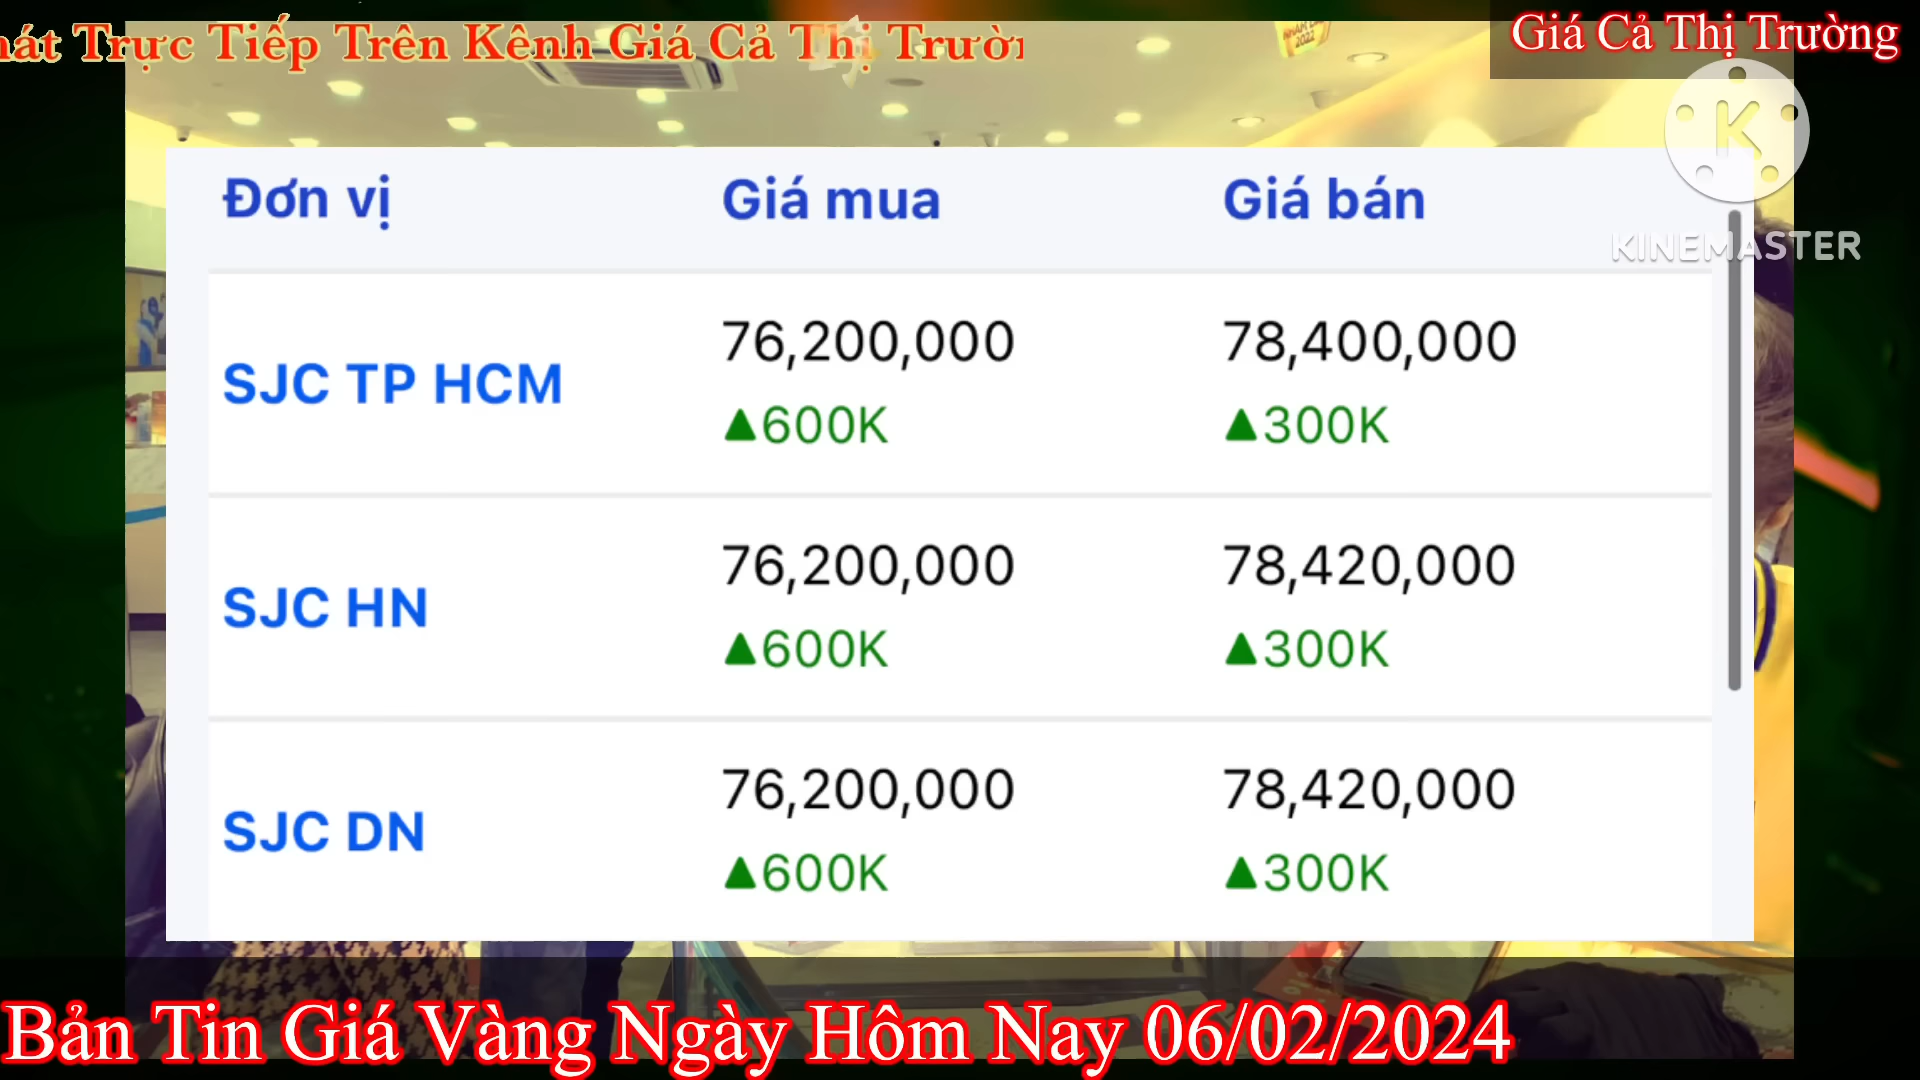 Trực Tiếp Trên Kênh Giá Cả Thị
Giá Cả Thị Trường
K
KINEMASTER
2022
Đơn vị Giá mua Giá bán
SJC TP HCM 76,200,000 78,400,000
▲600K ▲300K
SJC HN 76,200,000 78,420,000
▲600K ▲300K
SJC DN 76,200,000 78,420,000
▲600K ▲300K
Bản Tin Giá Vàng Ngày Hôm Nay 06/02/2024